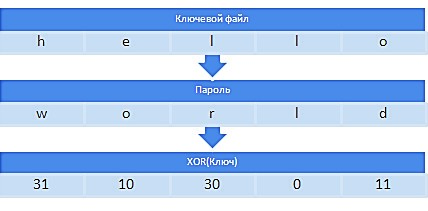 Ключевой файл
h e l l o
Пароль
w o r l d
XOR(Ключ)
31 10 30 0 11